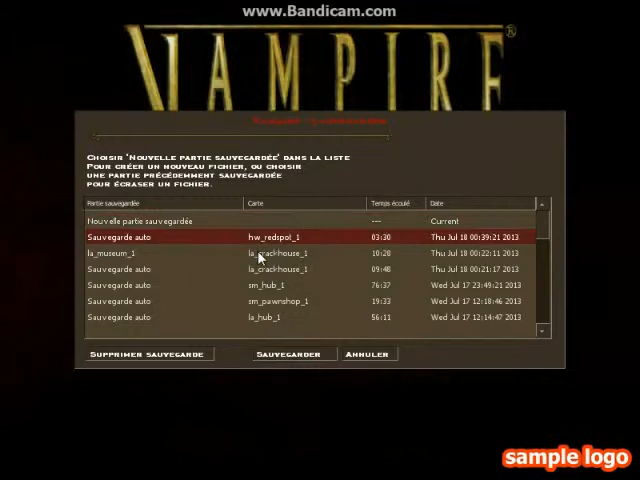 www.Bandicam.com
VAMPIRE®
Choisir 'Nouvelle partie sauvegardée' dans la liste
Pour créer un nouveau fichier, ou choisir
une partie précédemment sauvegardée
pour écraser un fichier.
Partie sauvegardée Carte Temps écoulé Date
Nouvelle partie sauvegardée --- Current
Sauvegarde auto hw_redspot_1 03:30 Thu Jul 18 00:39:21 2013
la_museum_1 la_crackhouse_1 10:28 Thu Jul 18 00:22:11 2013
Sauvegarde auto la_crackhouse_1 09:48 Thu Jul 18 00:21:17 2013
Sauvegarde auto sm_hub_1 76:37 Wed Jul 17 23:49:21 2013
Sauvegarde auto sm_pawnshop_1 19:33 Wed Jul 17 12:18:46 2013
Sauvegarde auto la_hub_1 56:11 Wed Jul 17 12:14:47 2013
Supprimer sauvegarde Sauvegarder Annuler
sample logo